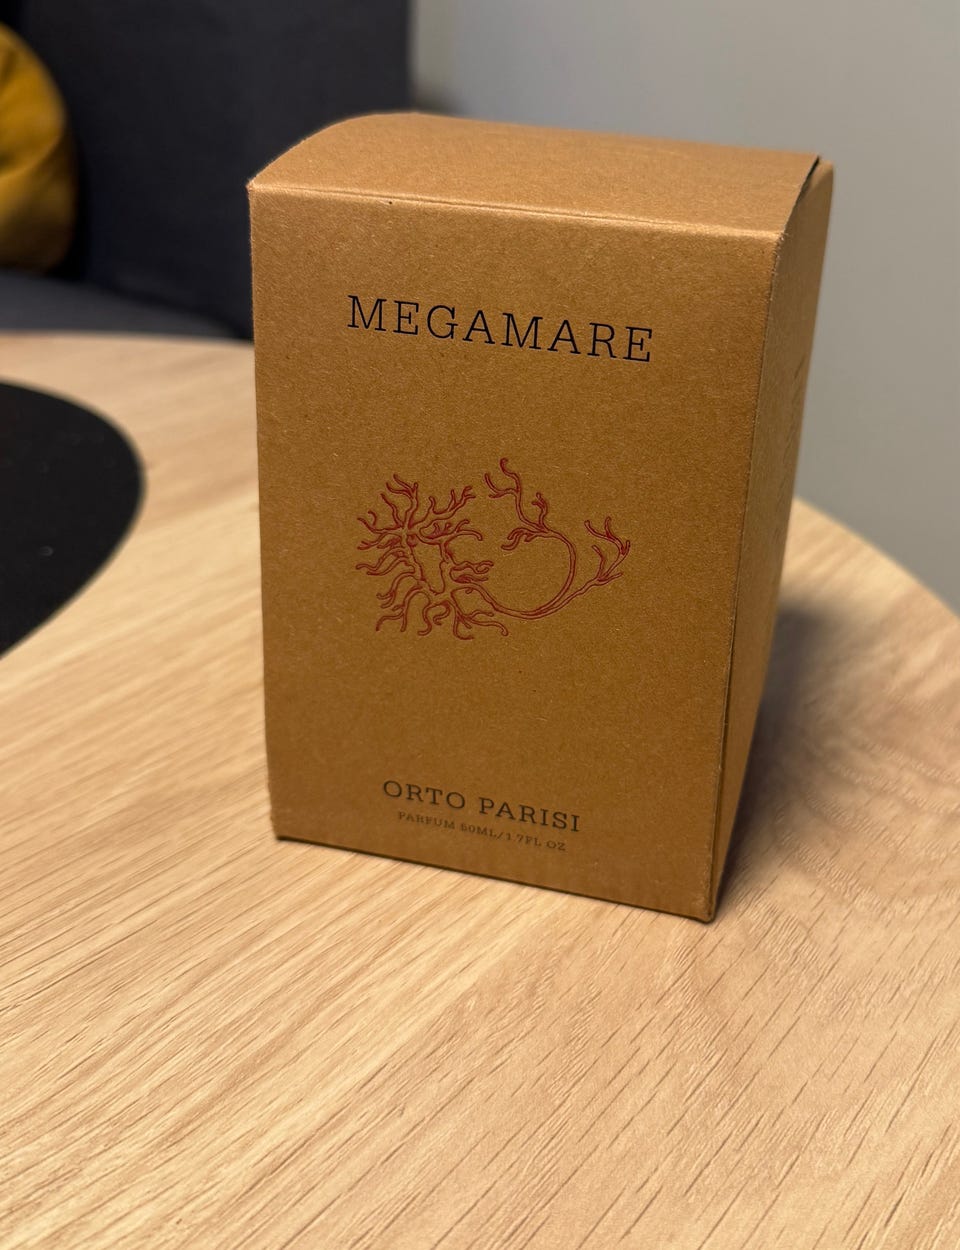 MEGAMARE
ORTO PARISI
PARFUM 50ML/1.7FL OZ